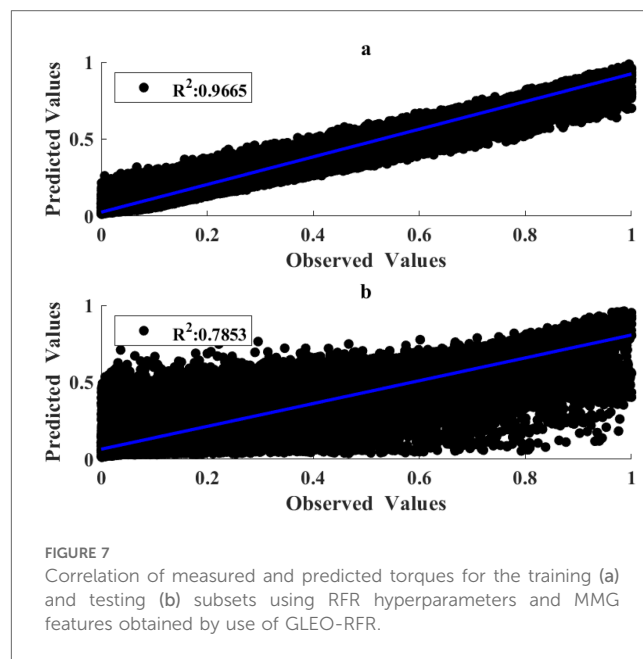 a
R²:0.9665
Predicted Values
1
0.5
0
0 0.2 0.4 0.6 0.8 1
Observed Values
b
R²:0.7853
Predicted Values
1
0.5
0
0 0.2 0.4 0.6 0.8 1
Observed Values
FIGURE 7
Correlation of measured and predicted torques for the training (a)
and testing (b) subsets using RFR hyperparameters and MMG
features obtained by use of GLEO-RFR.